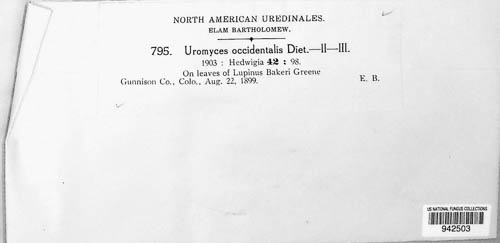 NORTH AMERICAN UREDINALES.
ELAM BARTHOLOMEW.
795. Uromyces occidentalis Diet.—II—III.
1903 : Hedwigia 42 : 98.
On leaves of Lupinus Bakeri Greene
Gunnison Co., Colo., Aug. 22, 1899. E. B.
US NATIONAL FUNGUS COLLECTIONS
942503